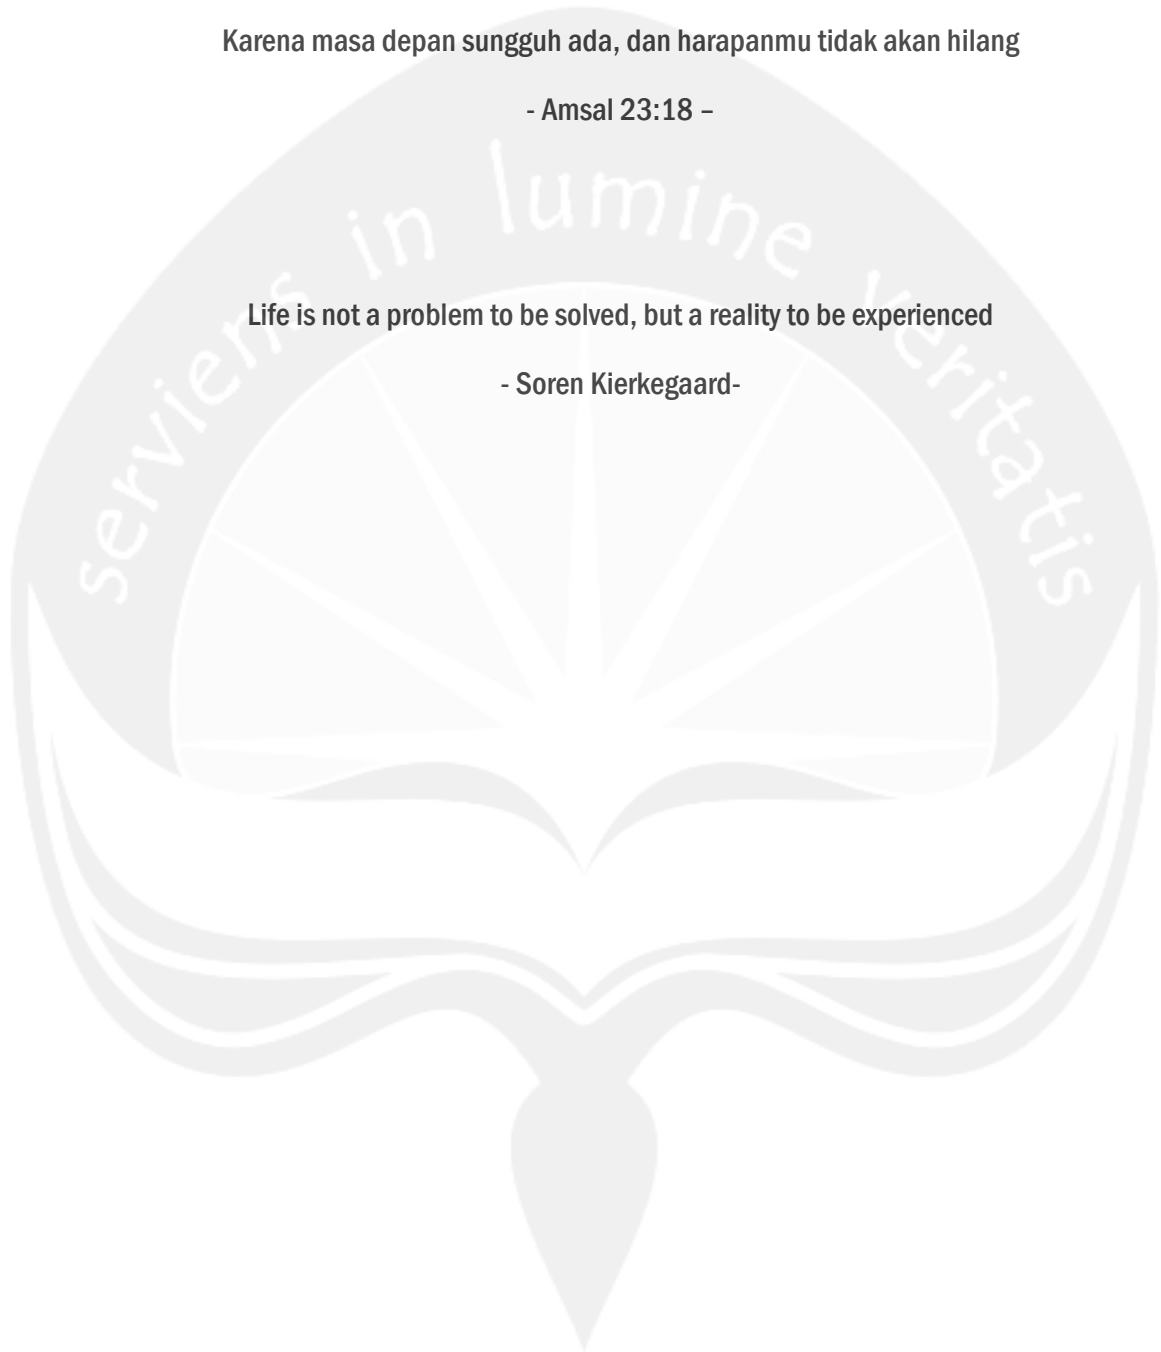 Karena masa depan sungguh ada, dan harapanmu tidak akan hilang
- Amsal 23:18 –
serviens in lumine veritatis
Life is not a problem to be solved, but a reality to be experienced
- Soren Kierkegaard-